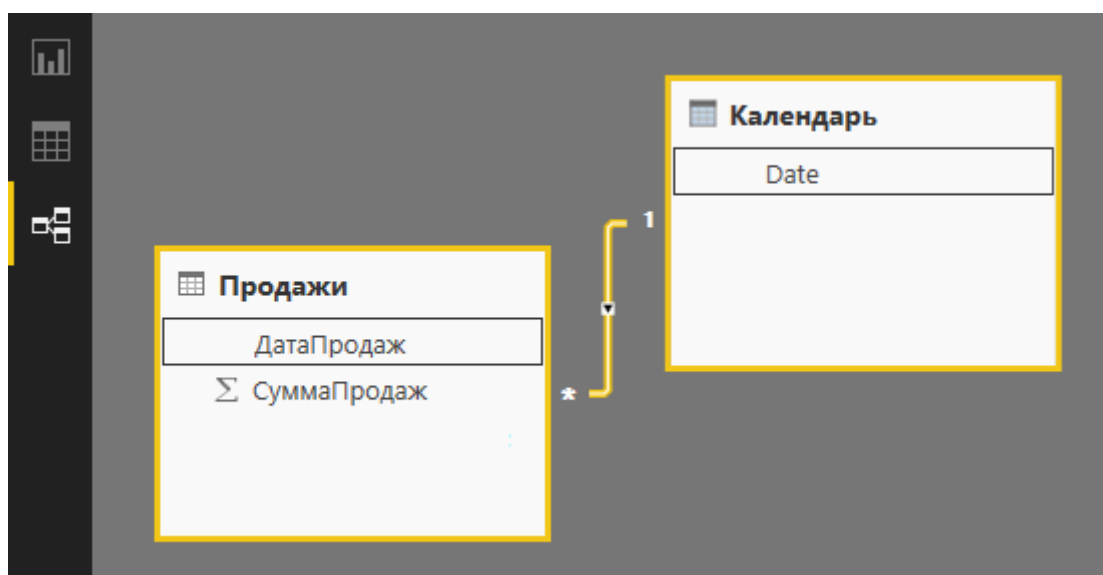 Календарь
Date
1
Продажи
ДатаПродаж
Σ СуммаПродаж
*